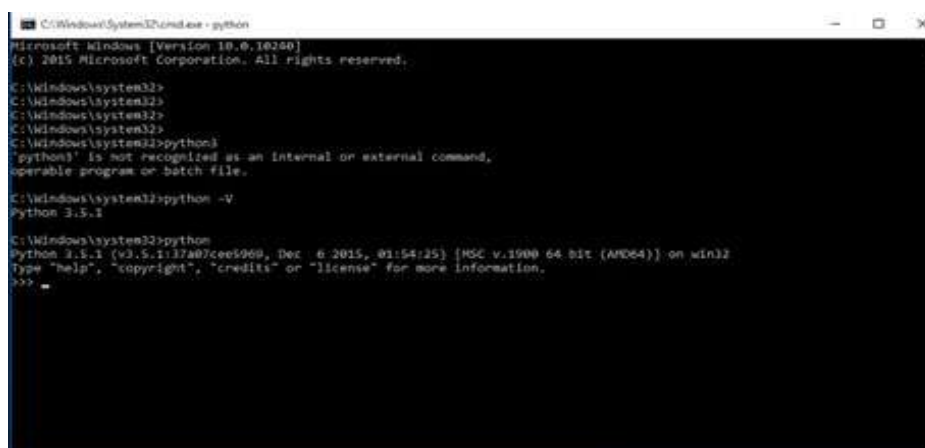 C:\Windows\System32\cmd.exe - python
Microsoft Windows [Version 10.0.10240]
(c) 2015 Microsoft Corporation. All rights reserved.
C:\Windows\system32>
C:\Windows\system32>
C:\Windows\system32>
C:\Windows\system32>
C:\Windows\system32>python3
'python3' is not recognized as an internal or external command,
operable program or batch file.
C:\Windows\system32>python -V
Python 3.5.1
C:\Windows\system32>python
Python 3.5.1 (v3.5.1:37a07cee5969, Dec  6 2015, 01:54:25) [MSC v.1900 64 bit (AMD64)] on win32
Type "help", "copyright", "credits" or "license" for more information.
>>> _